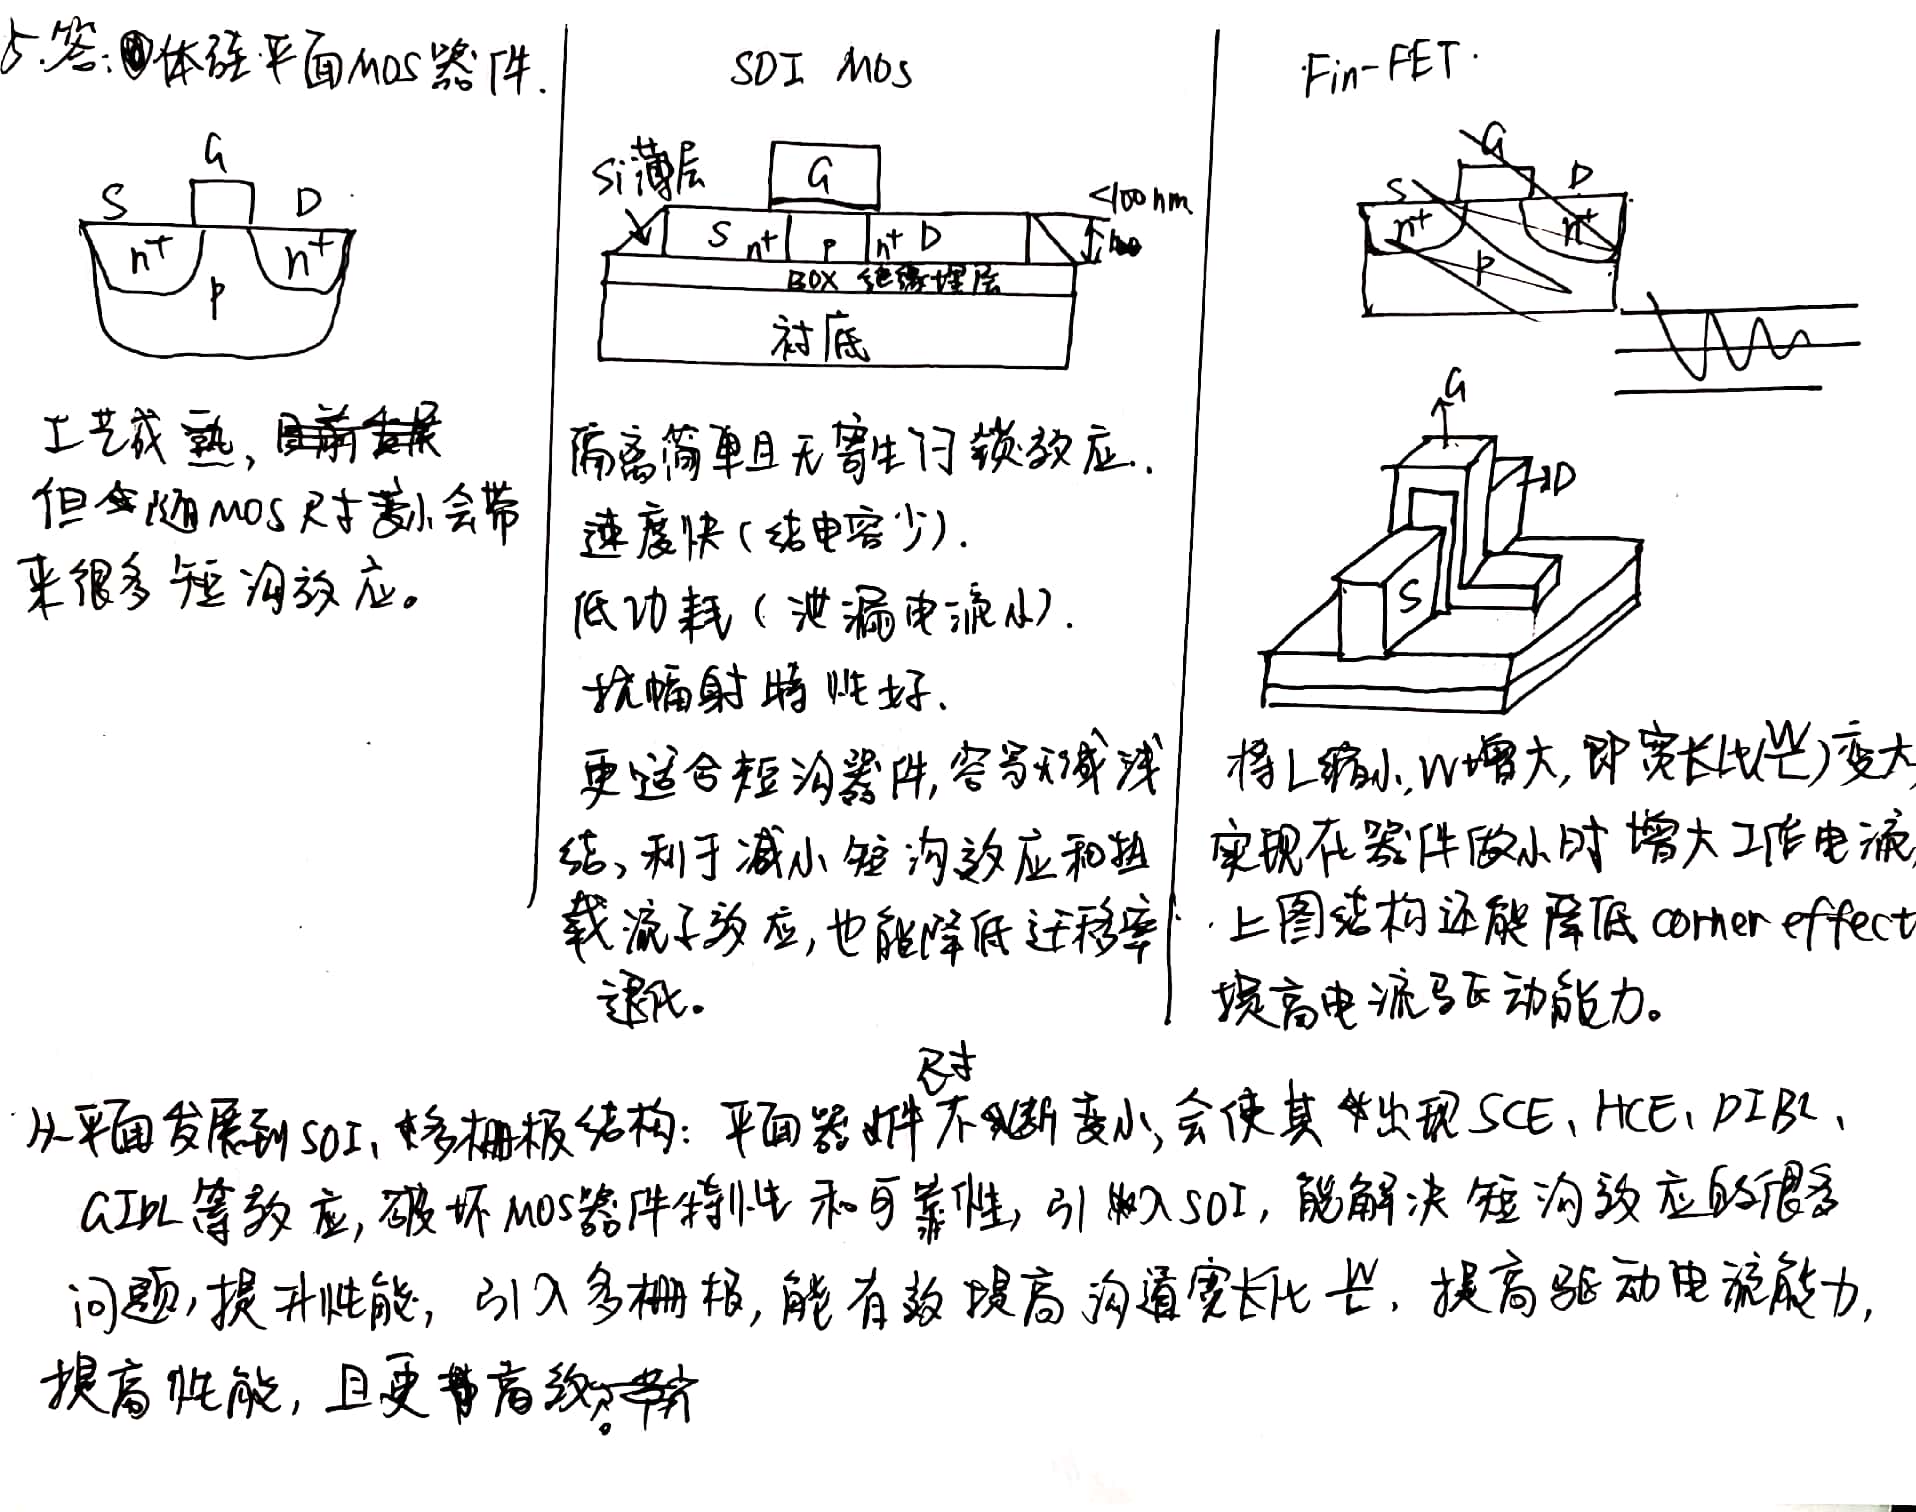 5.答:体硅平面MOS器件.
G
S D
n+ n+
p
工艺成熟,目前发展
但会随MOS尺寸变小会带
来很多短沟效应。
SOI MOS
Si薄层
G
<100nm
S n+ P n+ D
BOX 绝缘埋层
衬底
隔离简单且无寄生闩锁效应.
速度快(结电容少).
低功耗(泄漏电流小).
抗幅射特性好.
更适合短沟器件,容易形成浅
结,利于减小短沟效应和热
载流子效应,也能降低迁移率
退化。
Fin-FET.
G
S D
n+ n+
P
G
D
S
将L缩小,W增大,即宽长比(W/L)变大,
实现在器件做小时增大工作电流,
上图结构还能降低corner effect
提高电流驱动能力。
尺寸
从平面发展到SOI、多栅极结构:平面器件不断变小,会使其出现SCE、HCE、DIBL、
GIDL等效应,破坏MOS器件特性和可靠性,引入SOI,能解决短沟效应的很多
问题,提升性能,引入多栅极,能有效提高沟道宽长比W/L,提高驱动电流能力,
提高性能,且更高效。